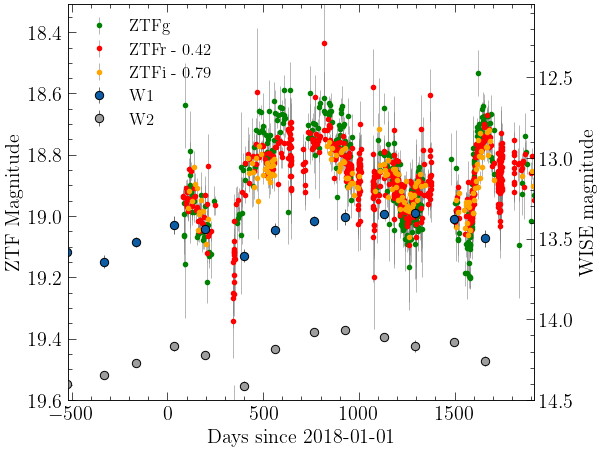 ZTFg
ZTFr - 0.42
ZTFi - 0.79
W1
W2
ZTF Magnitude
18.4
18.6
18.8
19.0
19.2
19.4
19.6
WISE magnitude
12.5
13.0
13.5
14.0
14.5
−500 0 500 1000 1500
Days since 2018-01-01